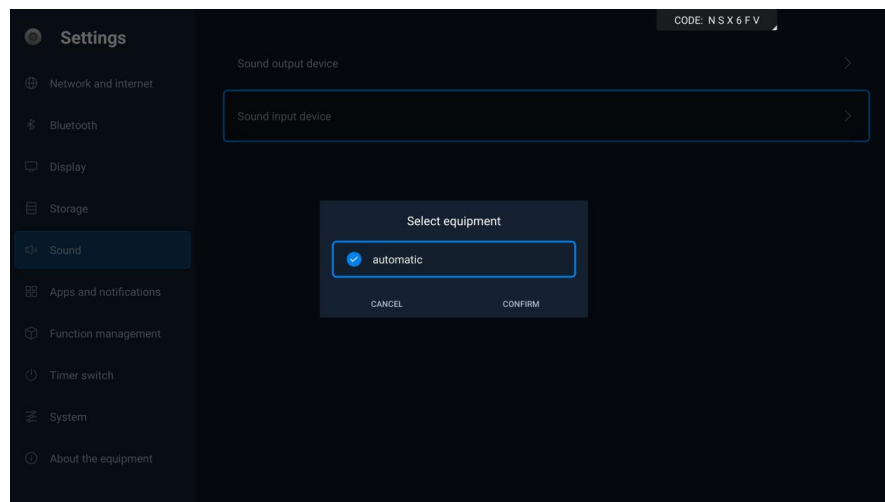 CODE: N S X 6 F V
Settings
Network and internet
Bluetooth
Display
Storage
Sound
Apps and notifications
Function management
Timer switch
System
About the equipment
Sound output device
Sound input device
Select equipment
automatic
CANCEL
CONFIRM